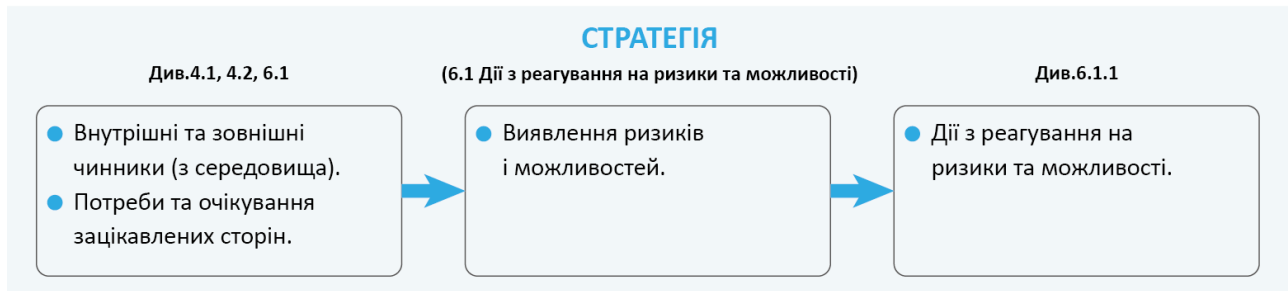 СТРАТЕГІЯ
Див.4.1, 4.2, 6.1
(6.1 Дії з реагування на ризики та можливості)
Див.6.1.1
Внутрішні та зовнішні
чинники (з середовища).
Потреби та очікування
зацікавлених сторін.
Виявлення ризиків
і можливостей.
Дії з реагування на
ризики та можливості.